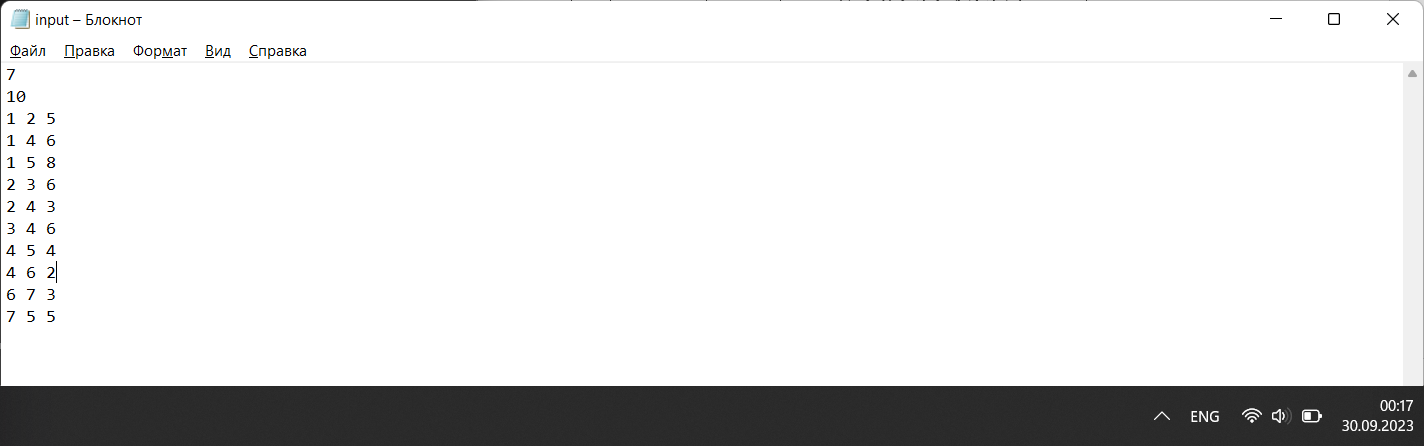 input – Блокнот
Файл Правка Формат Вид Справка
7
10
1 2 5
1 4 6
1 5 8
2 3 6
2 4 3
3 4 6
4 5 4
4 6 2
6 7 3
7 5 5
ENG
00:17
30.09.2023